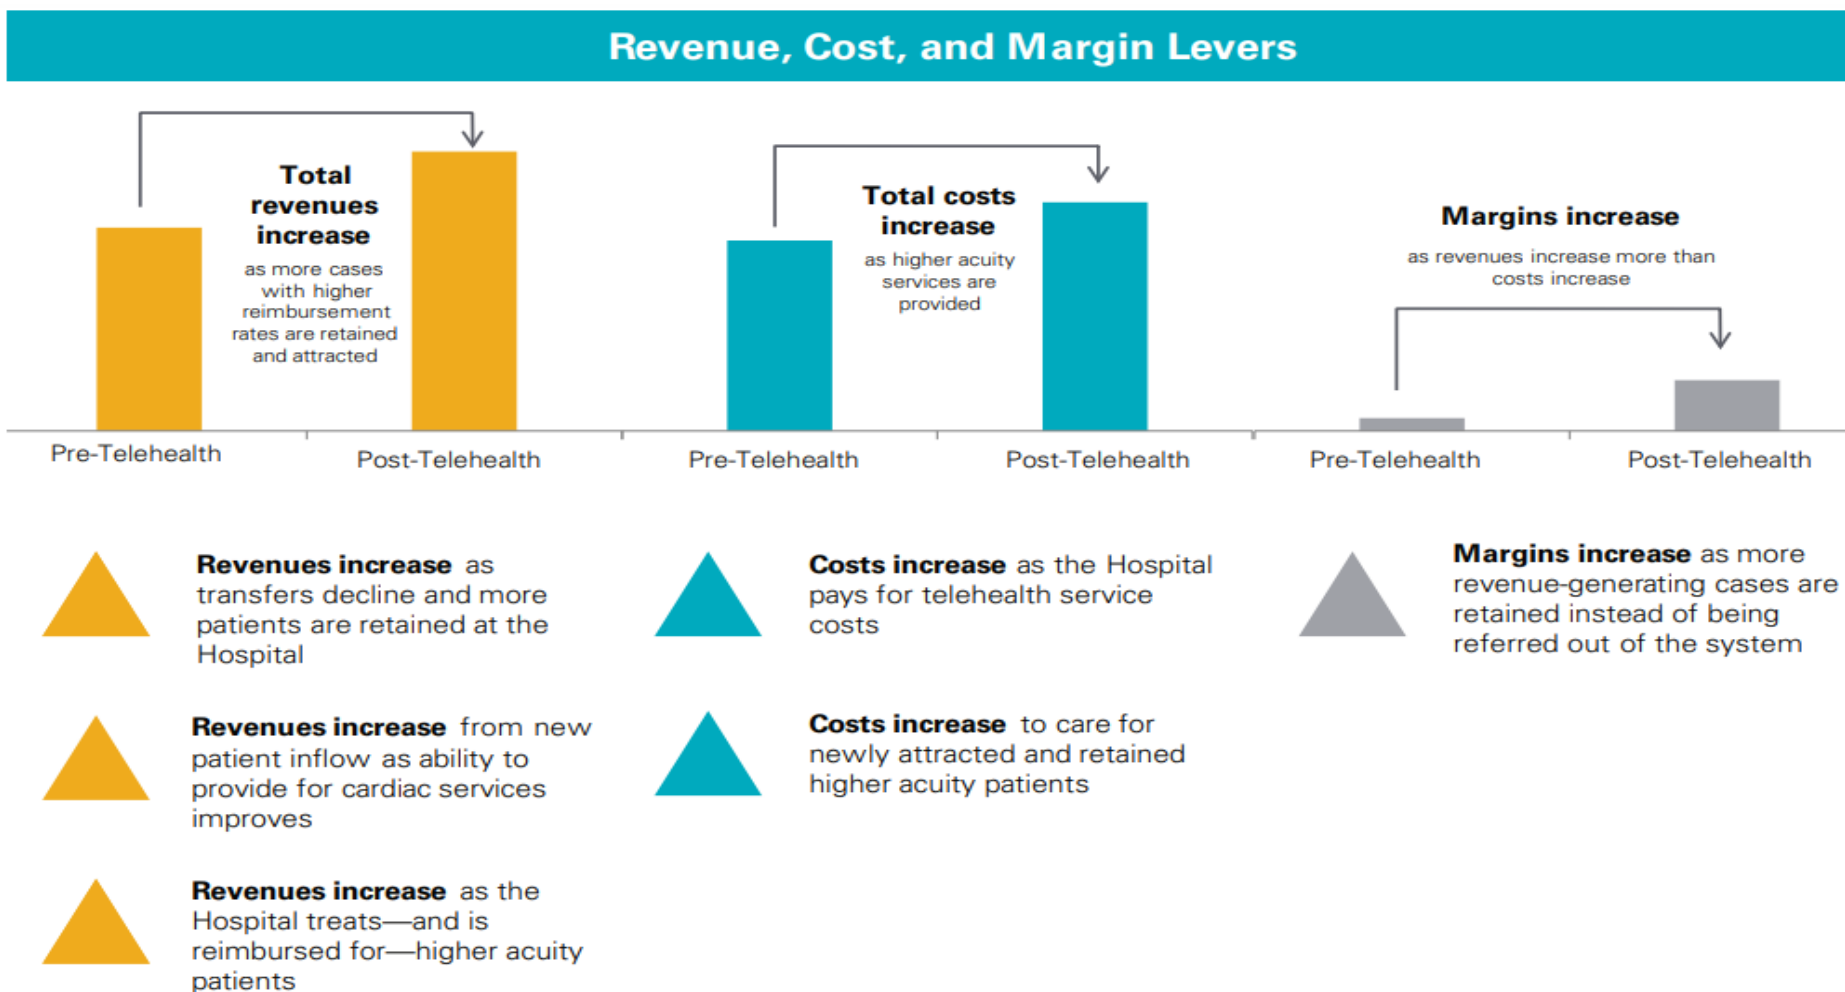 Revenue, Cost, and Margin Levers
Total
revenues
increase
as more cases
with higher
reimbursement
rates are retained
and attracted
Total costs
increase
as higher acuity
services are
provided
Margins increase
as revenues increase more than
costs increase
Pre-Telehealth
Post-Telehealth
Pre-Telehealth
Post-Telehealth
Pre-Telehealth
Post-Telehealth
Revenues increase as
transfers decline and more
patients are retained at the
Hospital
Revenues increase from new
patient inflow as ability to
provide for cardiac services
improves
Revenues increase as the
Hospital treats—and is
reimbursed for—higher acuity
patients
Costs increase as the Hospital
pays for telehealth service
costs
Costs increase to care for
newly attracted and retained
higher acuity patients
Margins increase as more
revenue-generating cases are
retained instead of being
referred out of the system